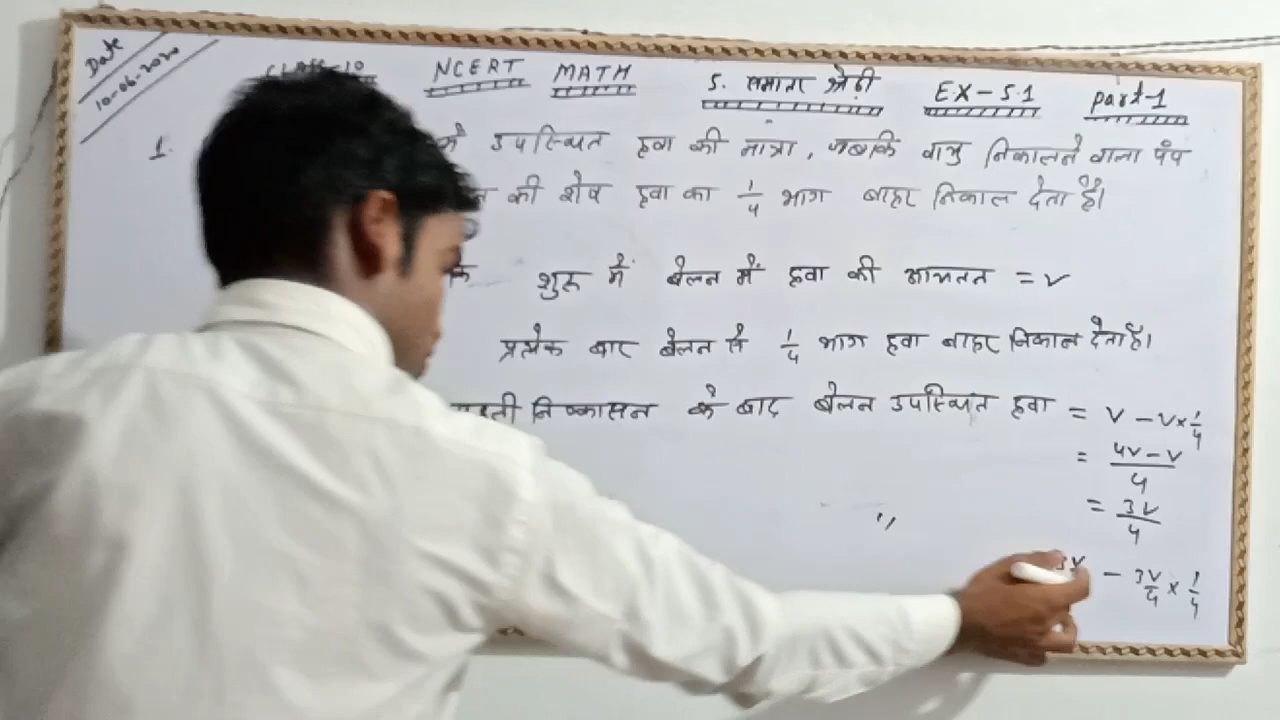 Date
10-06-2020
CLASS-10 NCERT MATH 5. समांतर श्रेढ़ी EX-5.1 part-1
1. में उपस्थित हवा की मात्रा, जबकि वायु निकालने वाला पंप
की शेष हवा का 1/4 भाग बाहर निकाल देता है।
शुरू में बेलन में हवा की आयतन = V
प्रत्येक बार बेलन से 1/4 भाग हवा बाहर निकाल देता है।
निष्कासन के बाद बेलन उपस्थित हवा = V - V × 1/4
= 4V - V / 4
= 3V / 4
3V - 3V/4 × 1/4